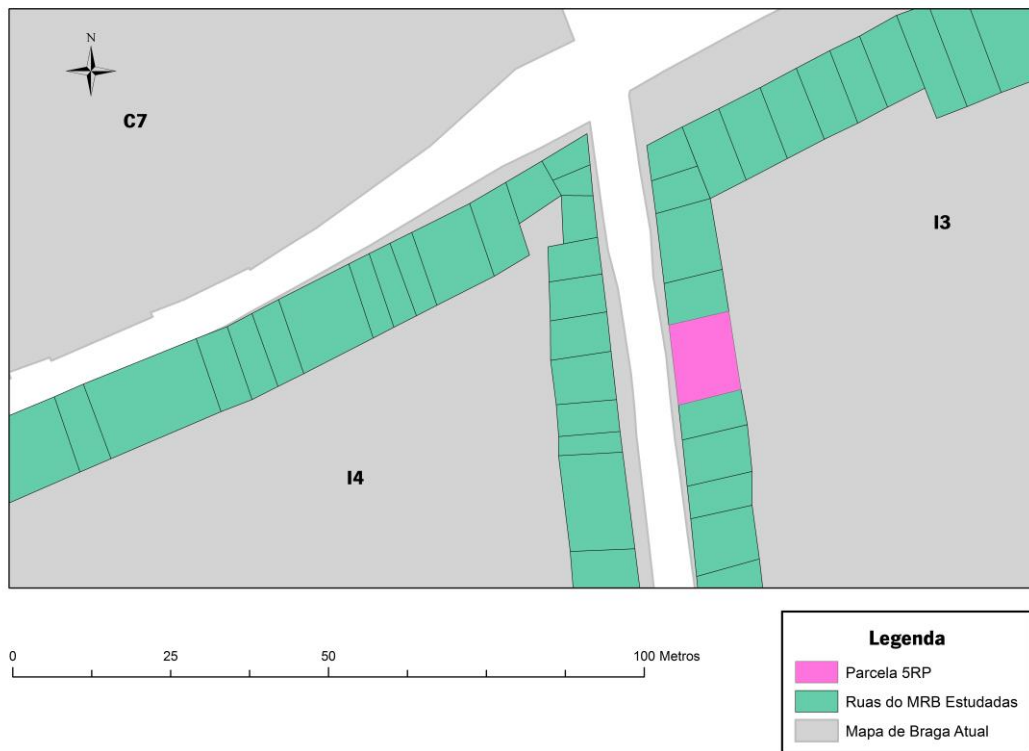 N
C7
I3
I4
0 25 50 100 Metros
Legenda
Parcela 5RP
Ruas do MRB Estudadas
Mapa de Braga Atual